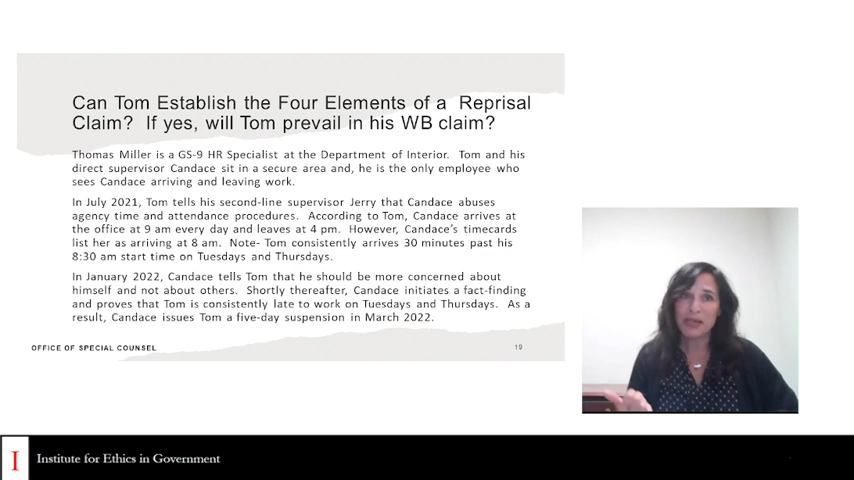 Can Tom Establish the Four Elements of a Reprisal
Claim? If yes, will Tom prevail in his WB claim?
Thomas Miller is a GS-9 HR Specialist at the Department of Interior. Tom and his
direct supervisor Candace sit in a secure area and, he is the only employee who
sees Candace arriving and leaving work.
In July 2021, Tom tells his second-line supervisor Jerry that Candace abuses
agency time and attendance procedures. According to Tom, Candace arrives at
the office at 9 am every day and leaves at 4 pm. However, Candace's timecards
list her as arriving at 8 am. Note- Tom consistently arrives 30 minutes past his
8:30 am start time on Tuesdays and Thursdays.
In January 2022, Candace tells Tom that he should be more concerned about
himself and not about others. Shortly thereafter, Candace initiates a fact-finding
and proves that Tom is consistently late to work on Tuesdays and Thursdays. As a
result, Candace issues Tom a five-day suspension in March 2022.
OFFICE OF SPECIAL COUNSEL
19
I
Institute for Ethics in Government